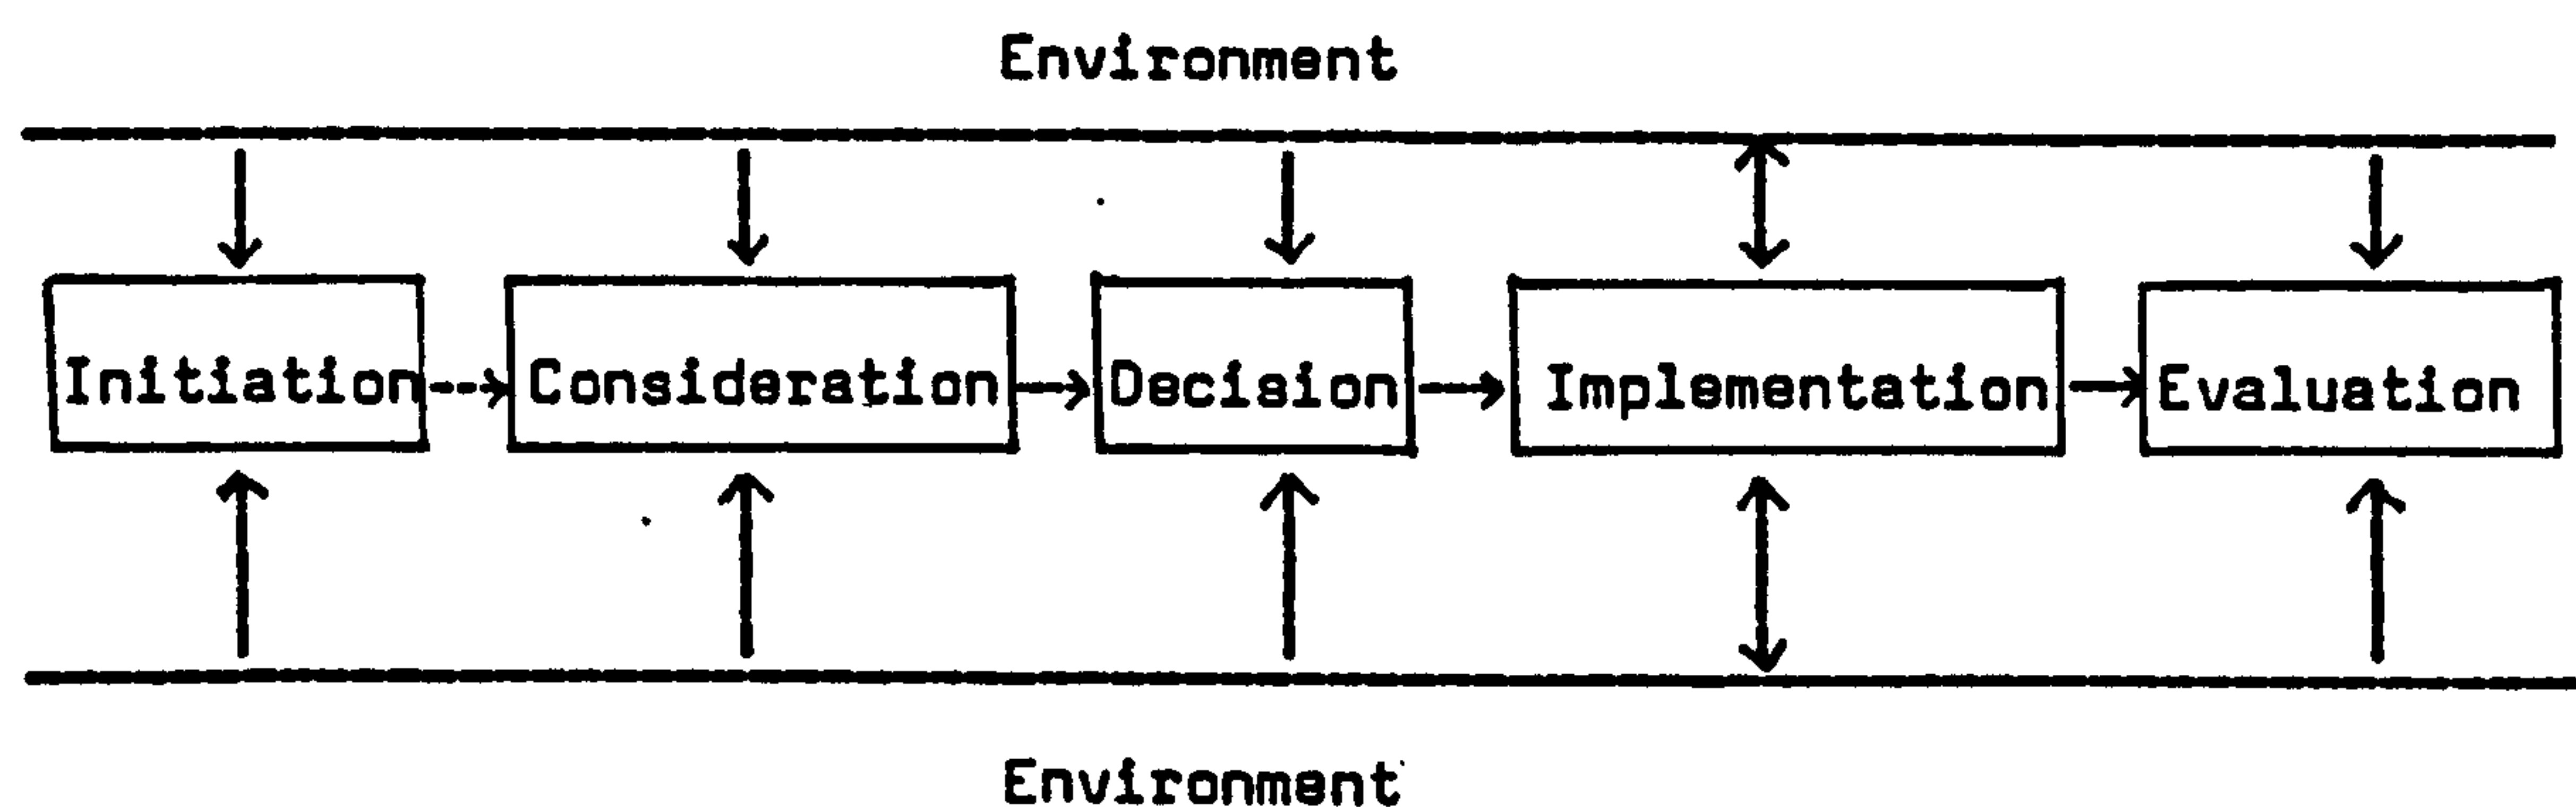 Environment
Initiation Consideration Decision Implementation Evaluation
Environment